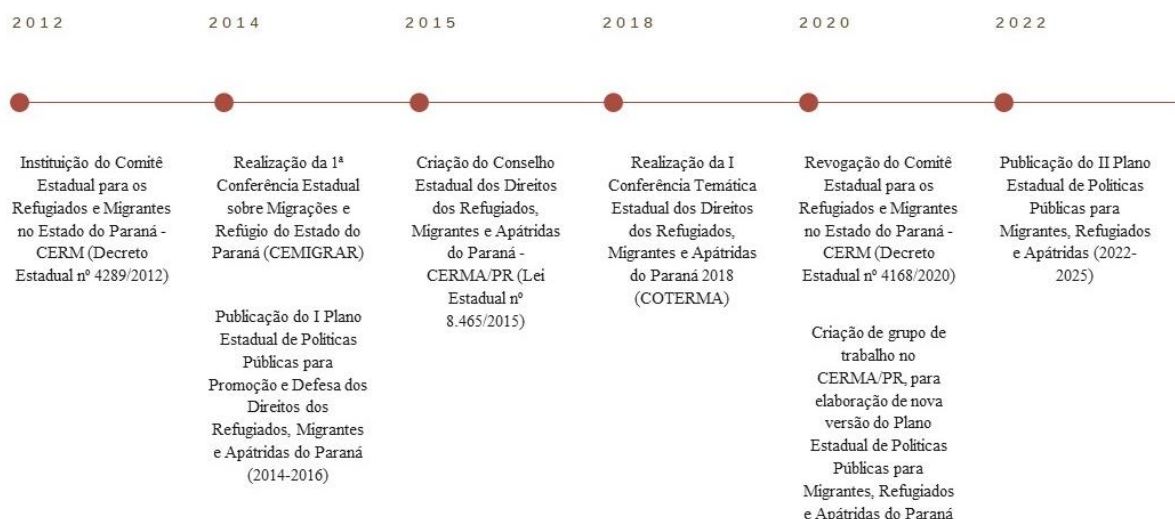 2012
Instituição do Comitê
Estadual para os
Refugiados e Migrantes
no Estado do Paraná -
CERM (Decreto
Estadual nº 4289/2012)
2014
Realização da 1ª
Conferência Estadual
sobre Migrações e
Refúgio do Estado do
Paraná (CEMIGRAR)
Publicação do I Plano
Estadual de Políticas
Públicas para
Promoção e Defesa dos
Direitos dos
Refugiados, Migrantes
e Apátridas do Paraná
(2014-2016)
2015
Criação do Conselho
Estadual dos Direitos
dos Refugiados,
Migrantes e Apátridas
do Paraná -
CERMA/PR (Lei
Estadual nº
8.465/2015)
2018
Realização da I
Conferência Temática
Estadual dos Direitos
dos Refugiados,
Migrantes e Apátridas
do Paraná 2018
(COTERMA)
2020
Revogação do Comitê
Estadual para os
Refugiados e Migrantes
no Estado do Paraná -
CERM (Decreto
Estadual nº 4168/2020)
Criação de grupo de
trabalho no
CERMA/PR, para
elaboração de nova
versão do Plano
Estadual de Políticas
Públicas para
Migrantes, Refugiados
e Apátridas do Paraná
2022
Publicação do II Plano
Estadual de Políticas
Públicas para
Migrantes, Refugiados
e Apátridas (2022-
2025)